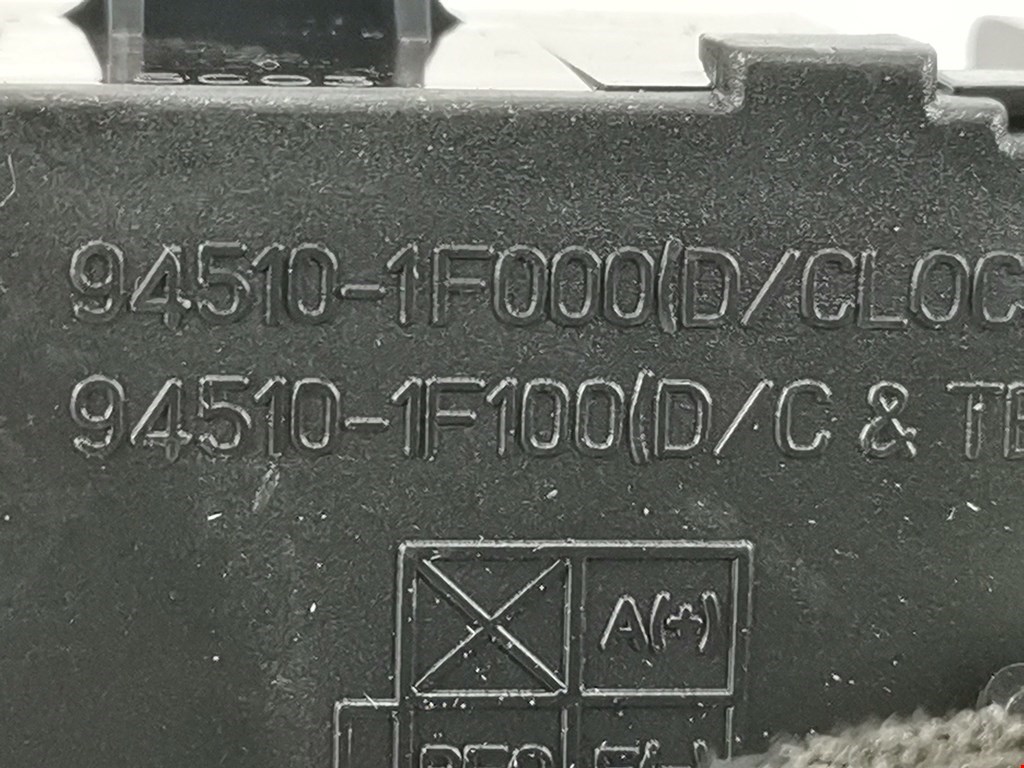 94510-1F000(D/CLOC
94510-1F100(D/C & TE
A(+)